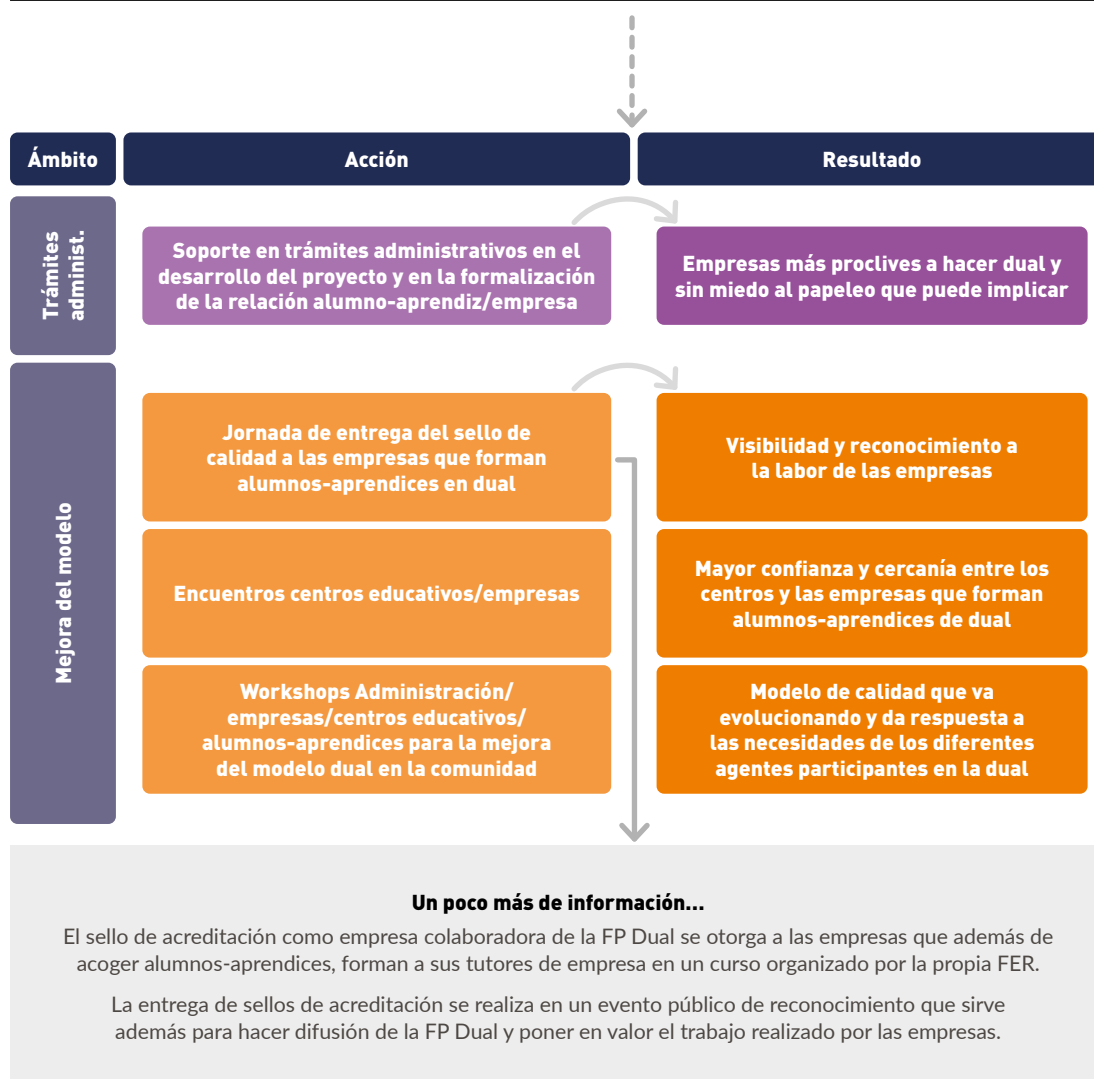 Ámbito
Acción
Resultado
Trámites
administ.
Soporte en trámites administrativos en el
desarrollo del proyecto y en la formalización
de la relación alumno-aprendiz/empresa
Empresas más proclives a hacer dual y
sin miedo al papeleo que puede implicar
Mejora del modelo
Jornada de entrega del sello de
calidad a las empresas que forman
alumnos-aprendices en dual
Visibilidad y reconocimiento a
la labor de las empresas
Encuentros centros educativos/empresas
Mayor confianza y cercanía entre los
centros y las empresas que forman
alumnos-aprendices de dual
Workshops Administración/
empresas/centros educativos/
alumnos-aprendices para la mejora
del modelo dual en la comunidad
Modelo de calidad que va
evolucionando y da respuesta a
las necesidades de los diferentes
agentes participantes en la dual
Un poco más de información...
El sello de acreditación como empresa colaboradora de la FP Dual se otorga a las empresas que además de
acoger alumnos-aprendices, forman a sus tutores de empresa en un curso organizado por la propia FER.
La entrega de sellos de acreditación se realiza en un evento público de reconocimiento que sirve
además para hacer difusión de la FP Dual y poner en valor el trabajo realizado por las empresas.